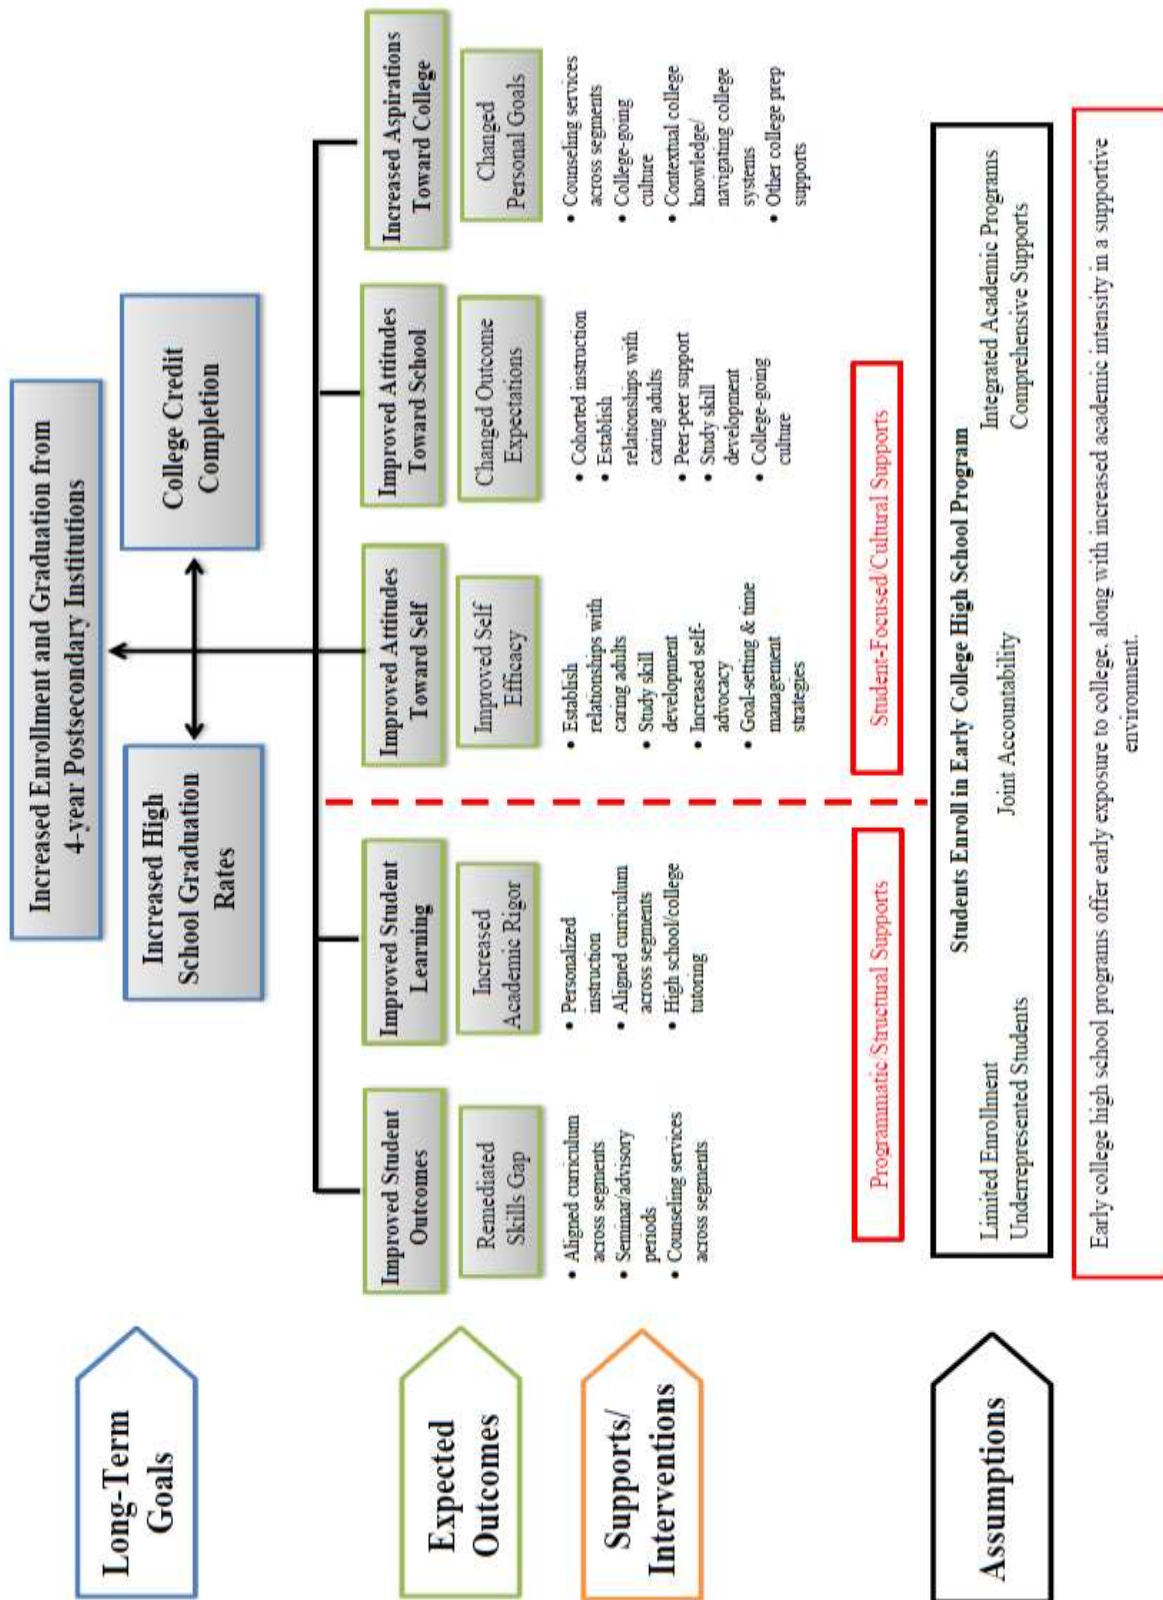 Long-Term
Goals
Increased Enrollment and Graduation from
4-year Postsecondary Institutions
Increased High
School Graduation
Rates
College Credit
Completion
Expected
Outcomes
Improved Student
Outcomes
Improved Student
Learning
Improved Attitudes
Toward Self
Improved Attitudes
Toward School
Increased Aspirations
Toward College
Remediated
Skills Gap
Increased
Academic Rigor
Improved Self
Efficacy
Changed Outcome
Expectations
Changed
Personal Goals
Supports/
Interventions
• Aligned curriculum
across segments
• Seminar/advisory
periods
• Counseling services
across segments
• Personalized
instruction
• Aligned curriculum
across segments
• High school/college
tutoring
• Establish
relationships with
caring adults
• Study skill
development
• Increased self-
advocacy
• Goal-setting & time
management
strategies
• Cohorted instruction
• Establish
relationships with
caring adults
• Peer-peer support
• Study skill
development
• College-going
culture
• Counseling services
across segments
• College-going
culture
• Contextual college
knowledge/
navigating college
systems
• Other college prep
supports
Programmatic/Structural Supports
Student-Focused/Cultural Supports
Assumptions
Students Enroll in Early College High School Program
Limited Enrollment
Underrepresented Students
Joint Accountability
Integrated Academic Programs
Comprehensive Supports
Early college high school programs offer early exposure to college, along with increased academic intensity in a supportive
environment.